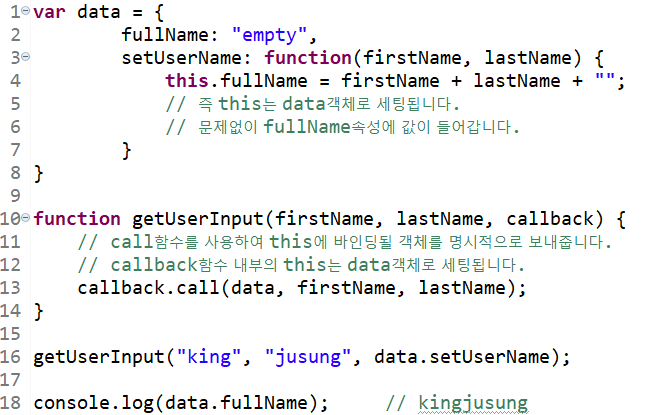 1 var data = {
2 fullName: "empty",
3 setUserName: function(firstName, lastName) {
4 this.fullName = firstName + lastName + "";
5 // 즉 this는 data객체로 세팅됩니다.
6 // 문제없이 fullName속성에 값이 들어갑니다.
7 }
8 }
9
10 function getUserInput(firstName, lastName, callback) {
11 // call함수를 사용하여 this에 바인딩될 객체를 명시적으로 보내줍니다.
12 // callback함수 내부의 this는 data객체로 세팅됩니다.
13 callback.call(data, firstName, lastName);
14 }
15
16 getUserInput("king", "jusung", data.setUserName);
17
18 console.log(data.fullName); // kingjusung